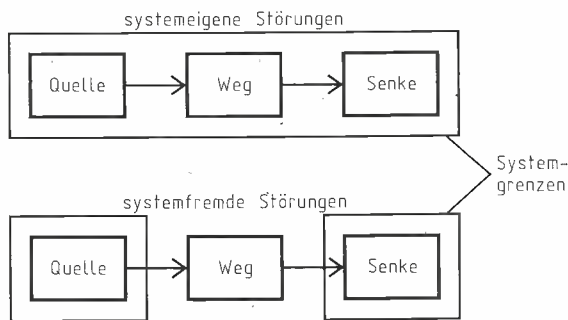 systemeigene Störungen
Quelle
Weg
Senke
System-
grenzen
systemfremde Störungen
Quelle
Weg
Senke